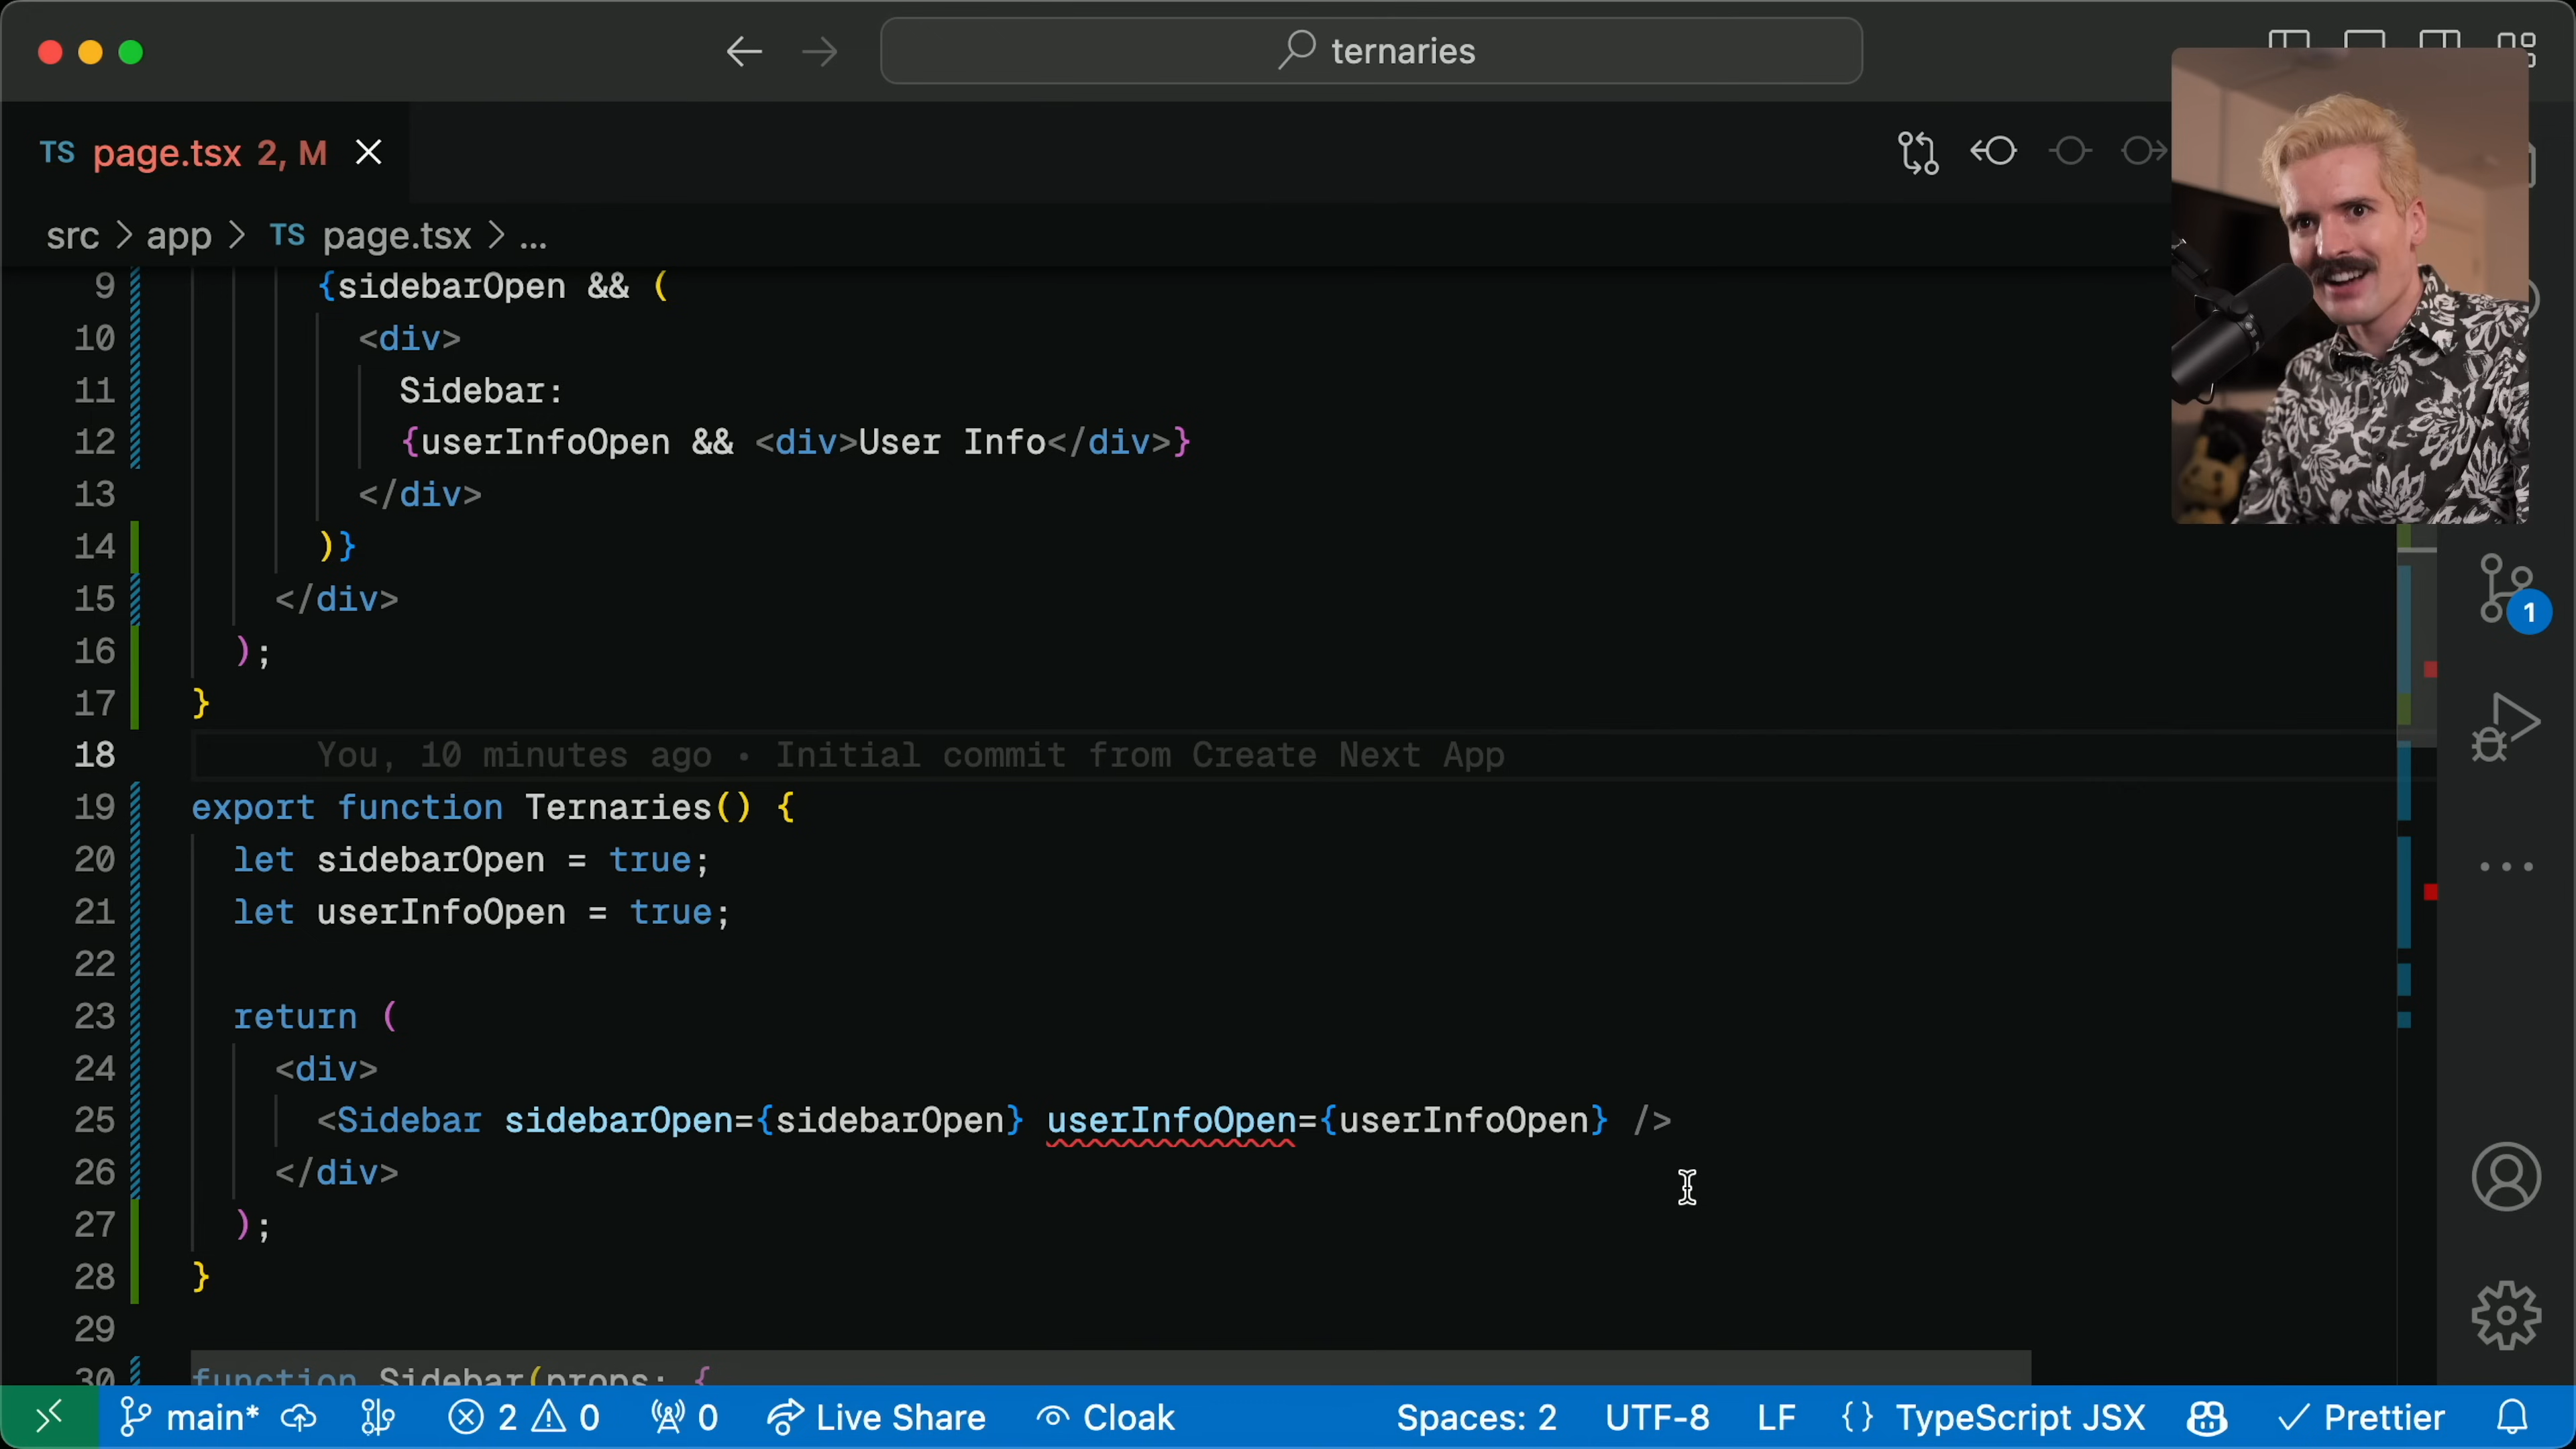 ternaries
TS page.tsx 2, M
src > app > TS page.tsx > ...
9 {sidebarOpen && (
10 <div>
11 Sidebar:
12 {userInfoOpen && <div>User Info</div>}
13 </div>
14 )}
15 </div>
16 );
17 }
18 You, 10 minutes ago • Initial commit from Create Next App
19 export function Ternaries() {
20 let sidebarOpen = true;
21 let userInfoOpen = true;
22
23 return (
24 <div>
25 <Sidebar sidebarOpen={sidebarOpen} userInfoOpen={userInfoOpen} />
26 </div>
27 );
28 }
29
30 function Sidebar(props: {
1
main* 2 0 0 Live Share Cloak Spaces: 2 UTF-8 LF {} TypeScript JSX Prettier